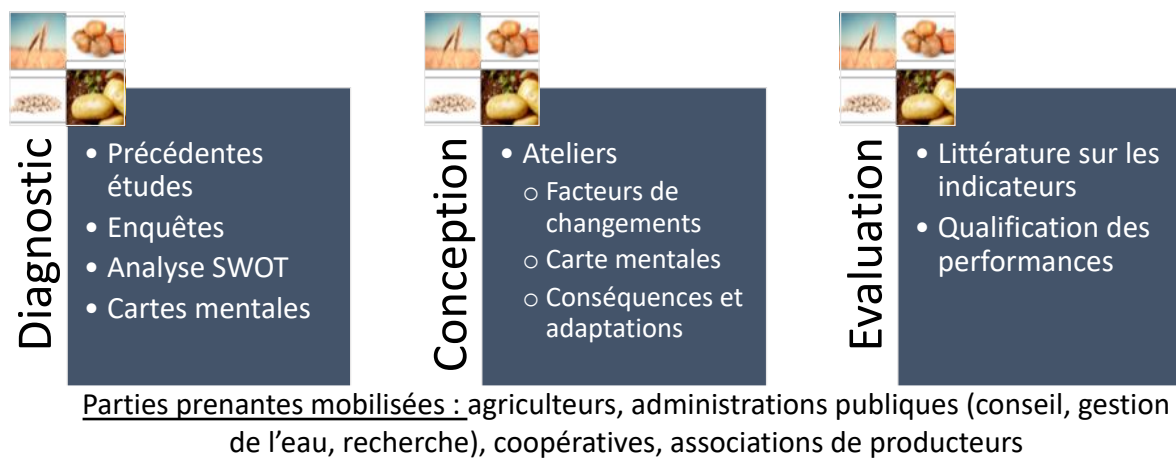 Diagnostic
• Précédentes
études
• Enquêtes
• Analyse SWOT
• Cartes mentales
Conception
• Ateliers
o Facteurs de
changements
o Carte mentales
o Conséquences et
adaptations
Evaluation
• Littérature sur les
indicateurs
• Qualification des
performances
Parties prenantes mobilisées : agriculteurs, administrations publiques (conseil, gestion
de l’eau, recherche), coopératives, associations de producteurs